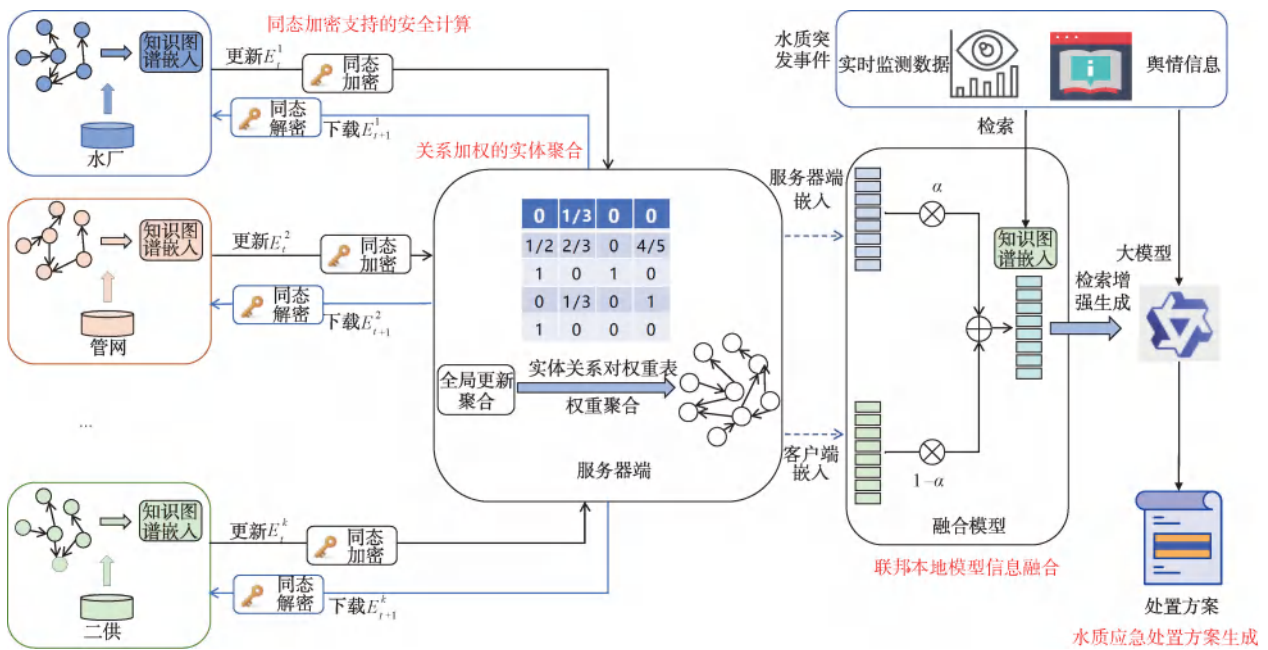 同态加密支持的安全计算
知识图
谱嵌入
水厂
更新E_t^1
同态
加密
同态
解密
下载E_{t+1}^1
关系加权的实体聚合
知识图
谱嵌入
管网
更新E_t^2
同态
加密
同态
解密
下载E_{t+1}^2
...
知识图
谱嵌入
二供
更新E_t^k
同态
加密
同态
解密
下载E_{t+1}^k
0 1/3 0 0
1/2 2/3 0 4/5
1 0 1 0
0 1/3 0 1
1 0 0 0
全局更新
聚合
实体关系对权重表
权重聚合
服务器端
服务器端
嵌入
客户端
嵌入
水质突
发事件
实时监测数据
i
舆情信息
检索
α
1−α
知识图
谱嵌入
融合模型
联邦本地模型信息融合
检索增
强生成
大模型
处置方案
水质应急处置方案生成